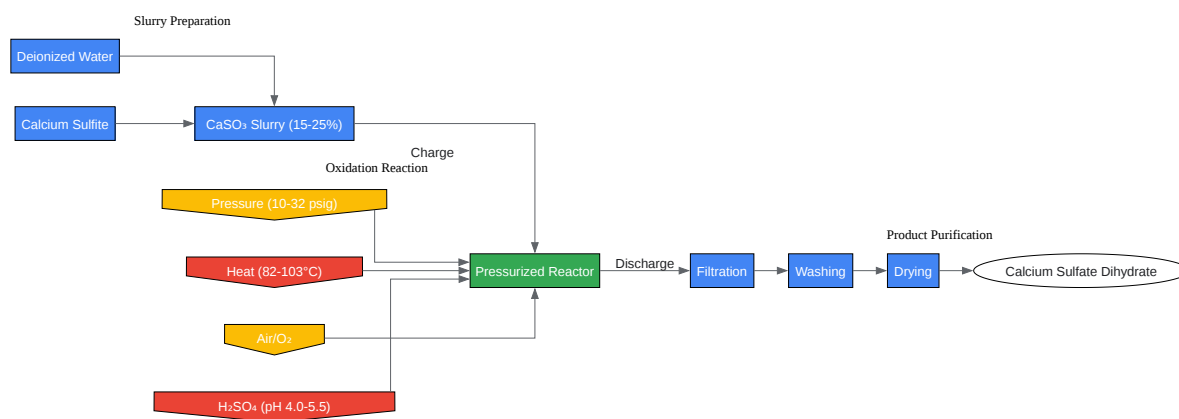 Slurry Preparation
Deionized Water
Calcium Sulfite
CaSO₃ Slurry (15-25%)
Charge
Oxidation Reaction
Pressure (10-32 psig)
Heat (82-103°C)
Pressurized Reactor
Discharge
Filtration
Washing
Product Purification
Drying
Calcium Sulfate Dihydrate
Air/O₂
H₂SO₄ (pH 4.0-5.5)